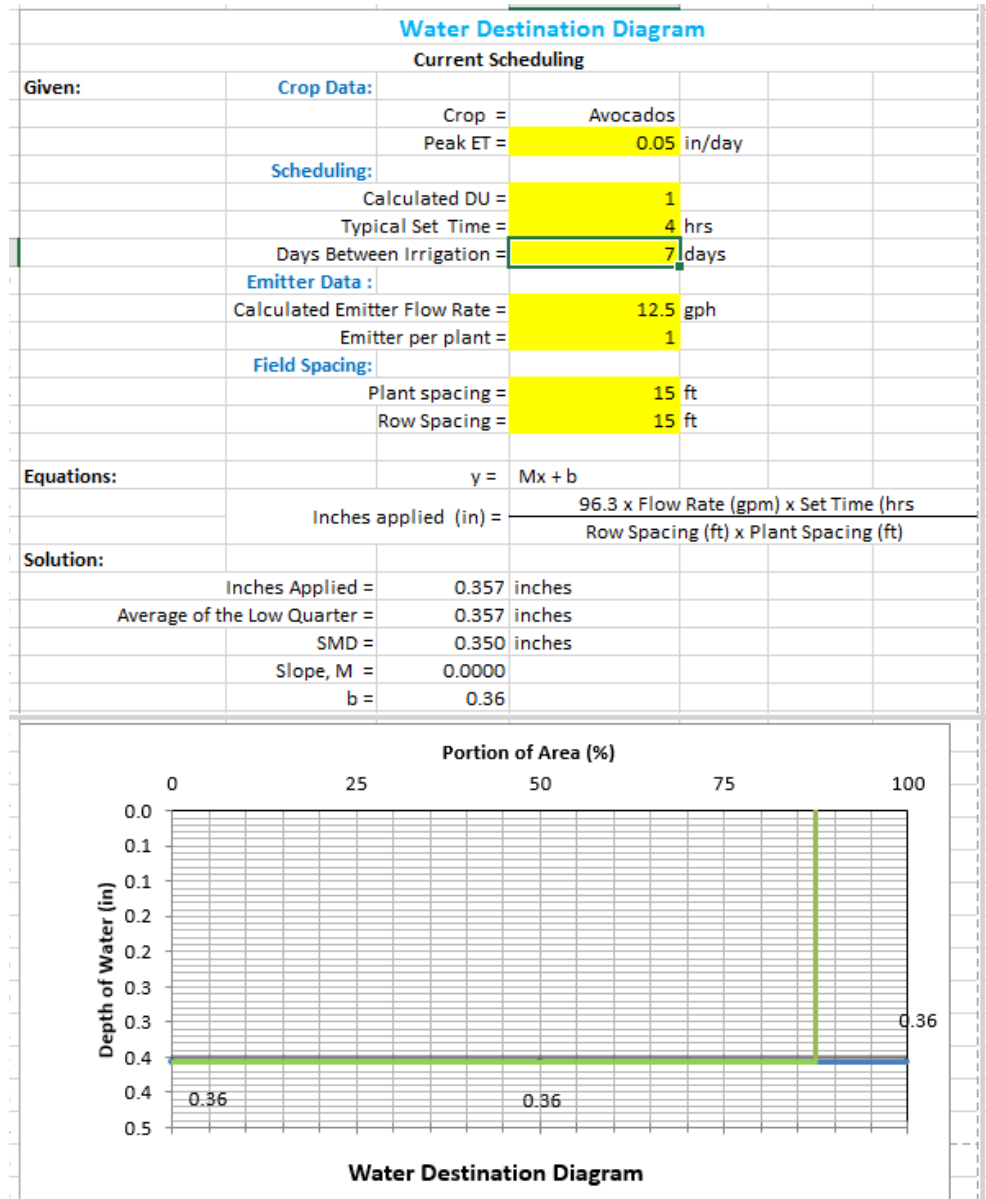 Water Destination Diagram
Current Scheduling
Given: Crop Data:
Crop = Avocados
Peak ET = 0.05 in/day
Scheduling:
Calculated DU = 1
Typical Set Time = 4 hrs
Days Between Irrigation = 7 days
Emitter Data :
Calculated Emitter Flow Rate = 12.5 gph
Emitter per plant = 1
Field Spacing:
Plant spacing = 15 ft
Row Spacing = 15 ft
Equations: y = Mx + b
Inches applied (in) = 96.3 x Flow Rate (gpm) x Set Time (hrs
Row Spacing (ft) x Plant Spacing (ft)
Solution:
Inches Applied = 0.357 inches
Average of the Low Quarter = 0.357 inches
SMD = 0.350 inches
Slope, M = 0.0000
b = 0.36
Portion of Area (%)
0 25 50 75 100
Depth of Water (in)
0.0
0.1
0.1
0.2
0.2
0.3
0.3 0.36
0.4
0.4 0.36 0.36
0.5
Water Destination Diagram